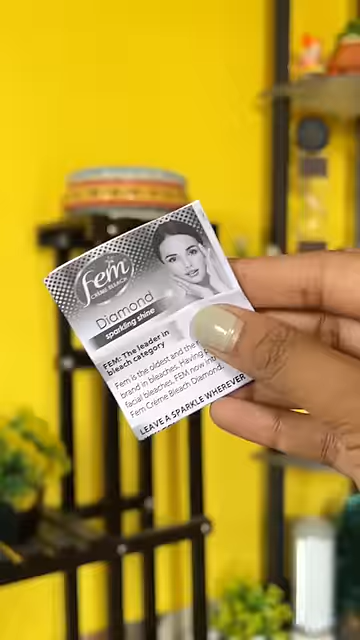 fem
CRÈME BLEACH
Diamond
sparkling shine
FEM: The leader in
bleach category
Fem is the oldest and the
brand in bleaches. Having
facial bleaches, FEM now
Fem Crème Bleach Diamond.
LEAVE A SPARKLE WHEREVER